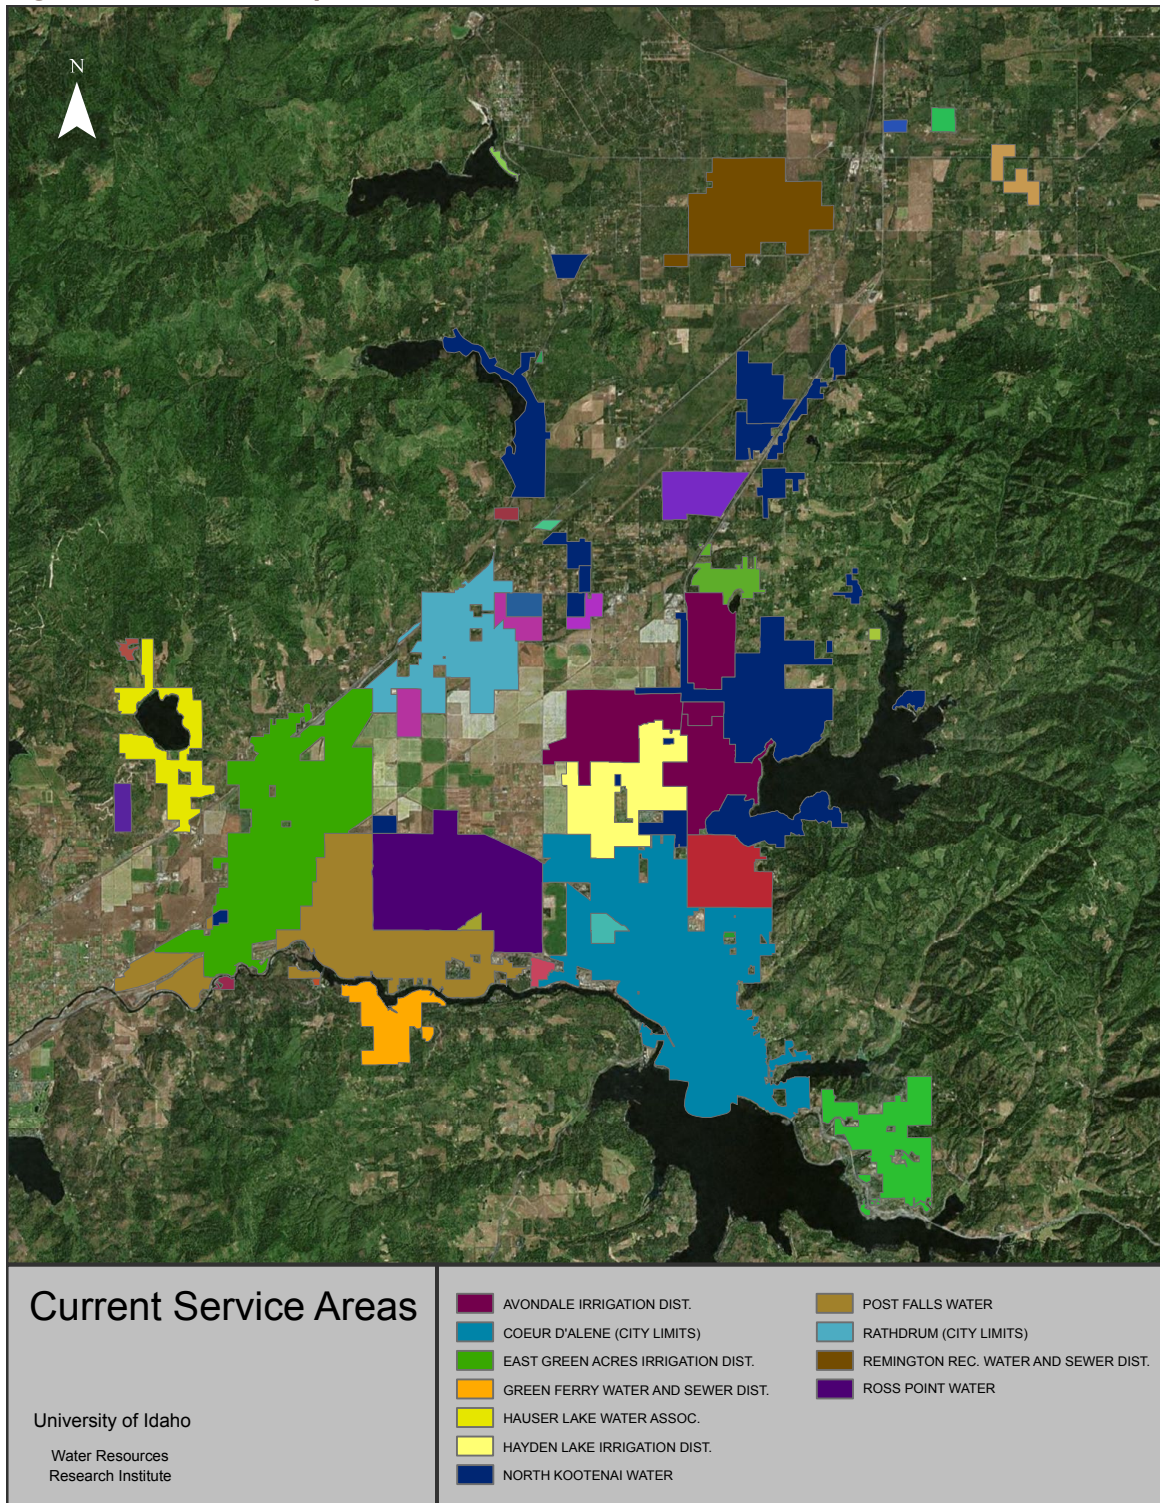 N
Current Service Areas
University of Idaho
Water Resources
Research Institute
AVONDALE IRRIGATION DIST.
COEUR D'ALENE (CITY LIMITS)
EAST GREEN ACRES IRRIGATION DIST.
GREEN FERRY WATER AND SEWER DIST.
HAUSER LAKE WATER ASSOC.
HAYDEN LAKE IRRIGATION DIST.
NORTH KOOTENAI WATER
POST FALLS WATER
RATHDRUM (CITY LIMITS)
REMINGTON REC. WATER AND SEWER DIST.
ROSS POINT WATER